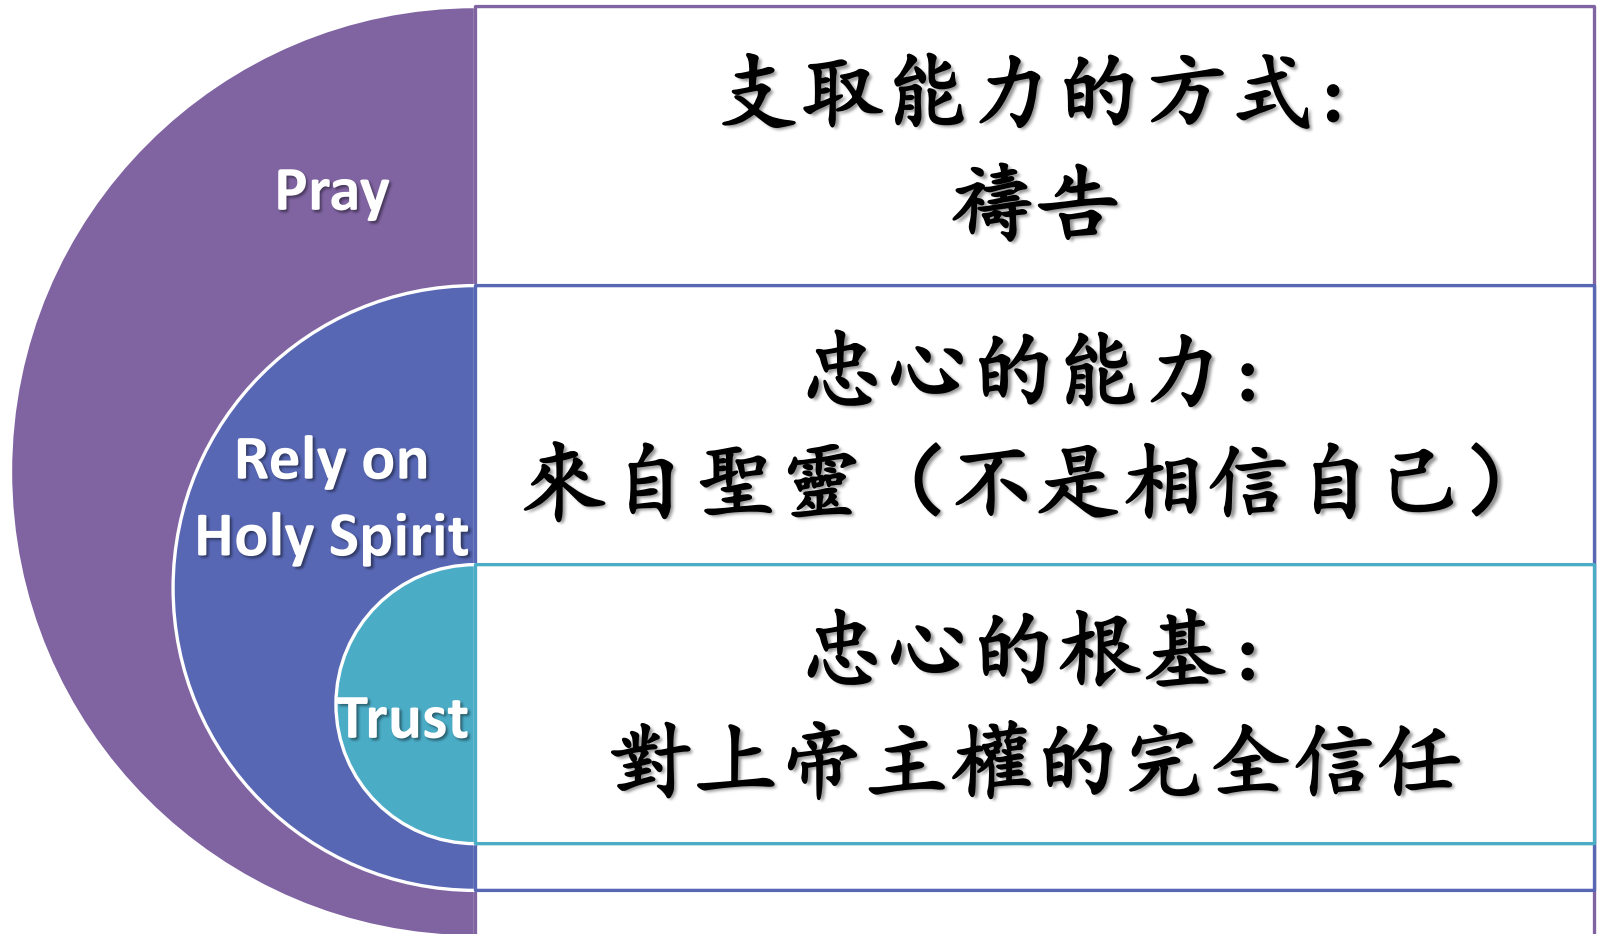 Pray
支取能力的方式:
禱告
Rely on
Holy Spirit
忠心的能力:
來自聖靈（不是相信自己）
Trust
忠心的根基:
對上帝主權的完全信任